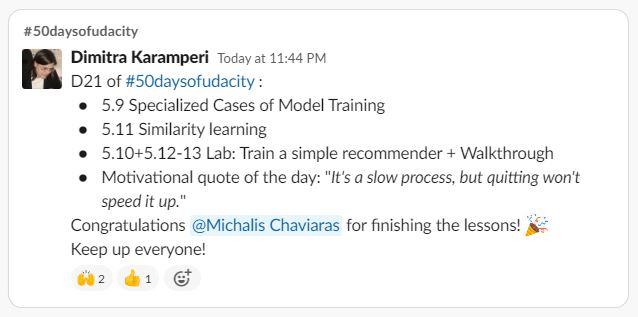 #50daysofudacity
Dimitra Karamperi Today at 11:44 PM
D21 of #50daysofudacity :
• 5.9 Specialized Cases of Model Training
• 5.11 Similarity learning
• 5.10+5.12-13 Lab: Train a simple recommender + Walkthrough
• Motivational quote of the day: "It's a slow process, but quitting won't
speed it up."
Congratulations @Michalis Chaviaras for finishing the lessons! 🎉
Keep up everyone!
🙌 2 👍 1